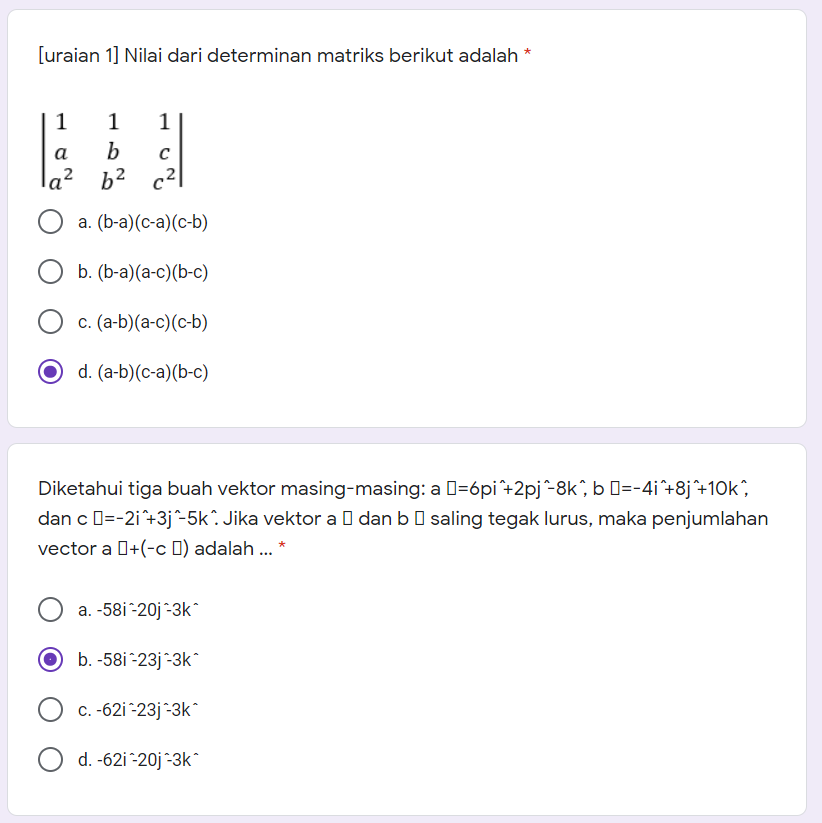 [uraian 1] Nilai dari determinan matriks berikut adalah *
|1 1 1|
|a b c|
|a² b² c²|
a. (b-a)(c-a)(c-b)
b. (b-a)(a-c)(b-c)
c. (a-b)(a-c)(c-b)
d. (a-b)(c-a)(b-c)
Diketahui tiga buah vektor masing-masing: a ▯=6pi ̂+2pj ̂-8k ̂, b ▯=-4i ̂+8j ̂+10k ̂,
dan c ▯=-2i ̂+3j ̂-5k ̂. Jika vektor a ▯ dan b ▯ saling tegak lurus, maka penjumlahan
vector a ▯+(-c ▯) adalah ... *
a. -58i ̂-20j ̂-3k ̂
b. -58i ̂-23j ̂-3k ̂
c. -62i ̂-23j ̂-3k ̂
d. -62i ̂-20j ̂-3k ̂